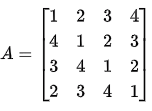 A = 
1 2 3 4
4 1 2 3
3 4 1 2
2 3 4 1